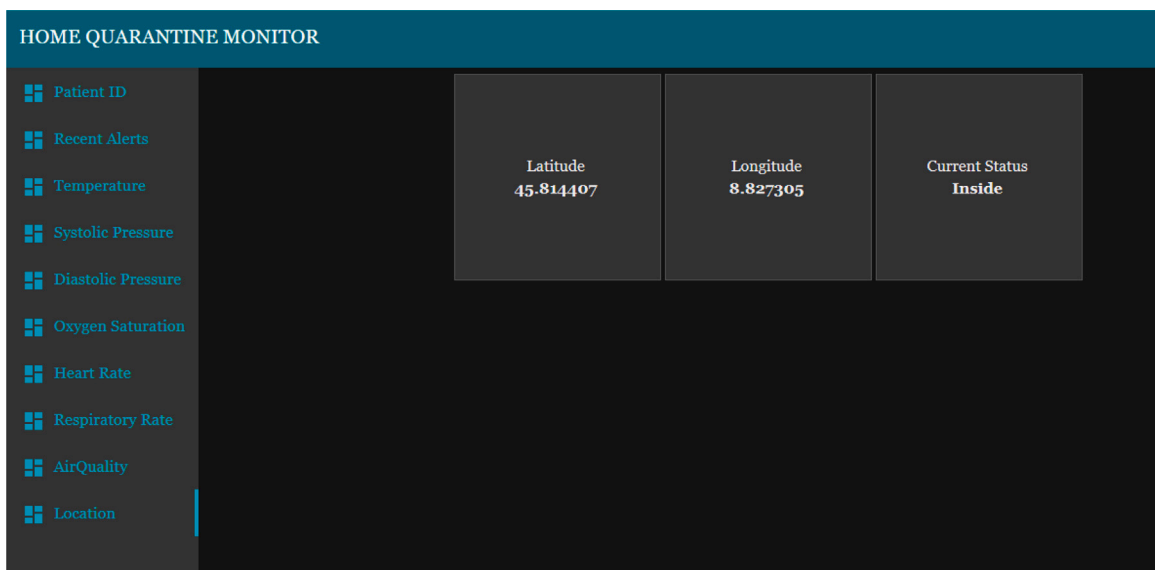 HOME QUARANTINE MONITOR
Patient ID
Recent Alerts
Temperature
Systolic Pressure
Diastolic Pressure
Oxygen Saturation
Heart Rate
Respiratory Rate
AirQuality
Location
Latitude
45.814407
Longitude
8.827305
Current Status
Inside